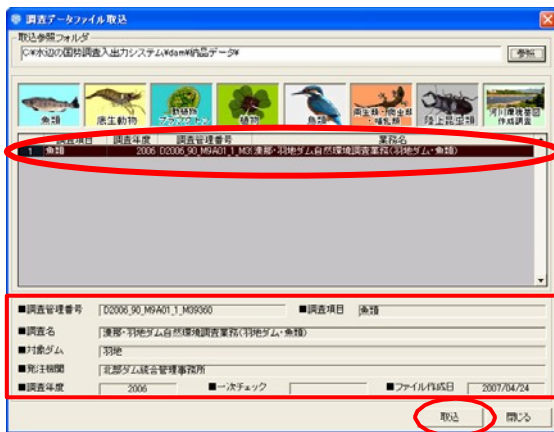 調査データファイル取込
取込参照フォルダ
C:¥水辺の国勢調査入出力システム¥dam¥納品データ¥
参照
魚類 底生動物 動植物プランクトン 植物 鳥類 両生類・爬虫類・哺乳類 陸上昆虫類 河川環境基図作成調査
調査項目 調査年度 調査管理番号 業務名
1 魚類 2006 D2006_90_M9A01_1_M09 漢那・羽地ダム自然環境調査業務(羽地ダム・魚類)
■調査管理番号 D2006_90_M9A01_1_M09360 ■調査項目 魚類
■調査名 漢那・羽地ダム自然環境調査業務(羽地ダム・魚類)
■対象ダム 羽地
■発注機関 北部ダム統合管理事務所
■調査年度 2006 ■一次チェック ■ファイル作成日 2007/04/24
取込 閉じる